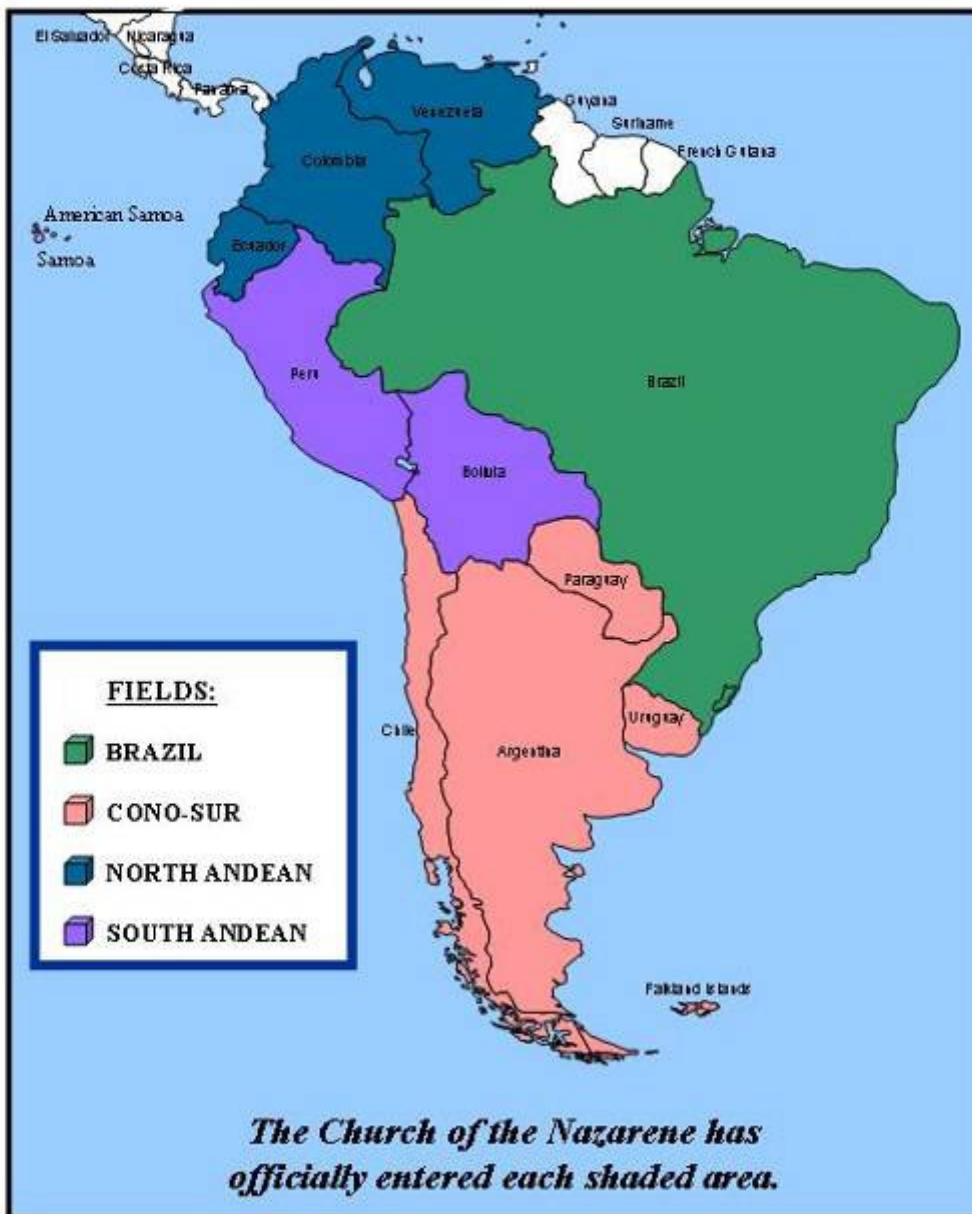 El Salvador
Nicaragua
Costa Rica
Panama
Venezuela
Guyana
Suriname
French Guiana
Colombia
American Samoa
Samoa
Ecuador
Peru
Brazil
Bolivia
Paraguay
Chile
Argentina
Uruguay
Falkland Islands
FIELDS:
BRAZIL
CONO-SUR
NORTH ANDEAN
SOUTH ANDEAN
The Church of the Nazarene has
officially entered each shaded area.